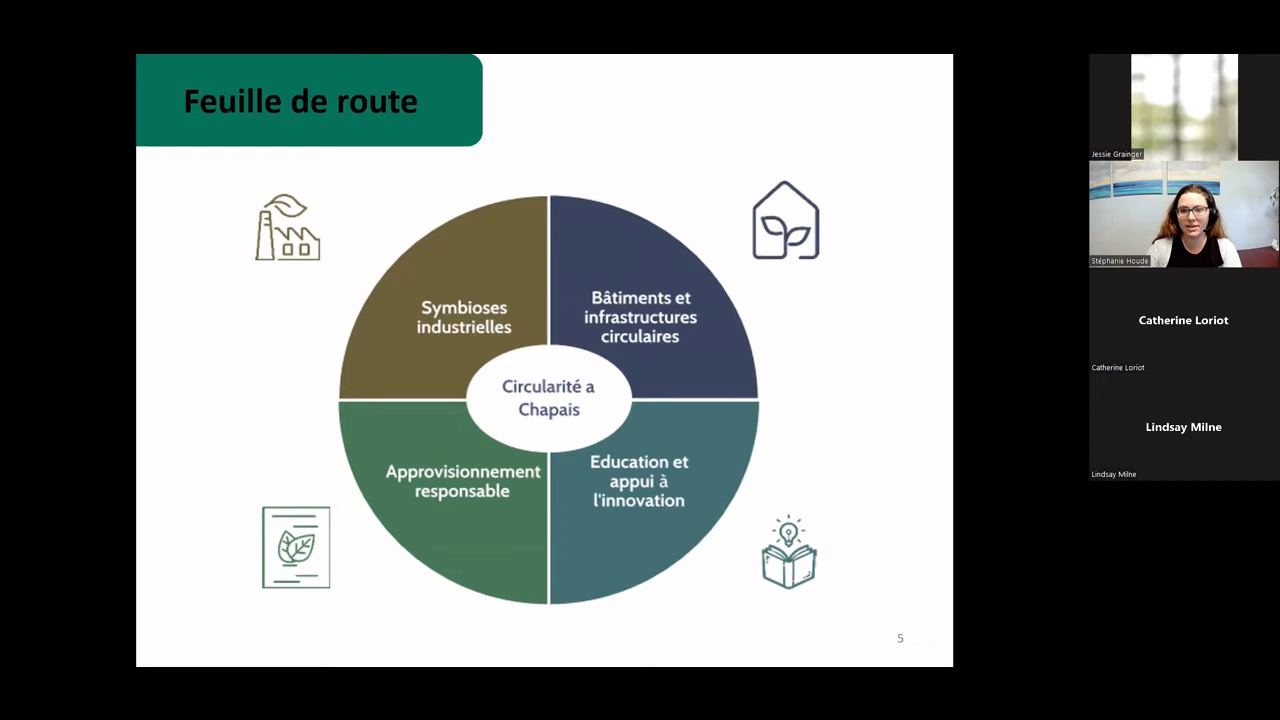 Feuille de route
Symbioses
industrielles
Bâtiments et
infrastructures
circulaires
Circularité a
Chapais
Approvisionnement
responsable
Education et
appui à
l'innovation
5
Jessie Grainger
Stéphanie Houde
Catherine Loriot
Catherine Loriot
Lindsay Milne
Lindsay Milne